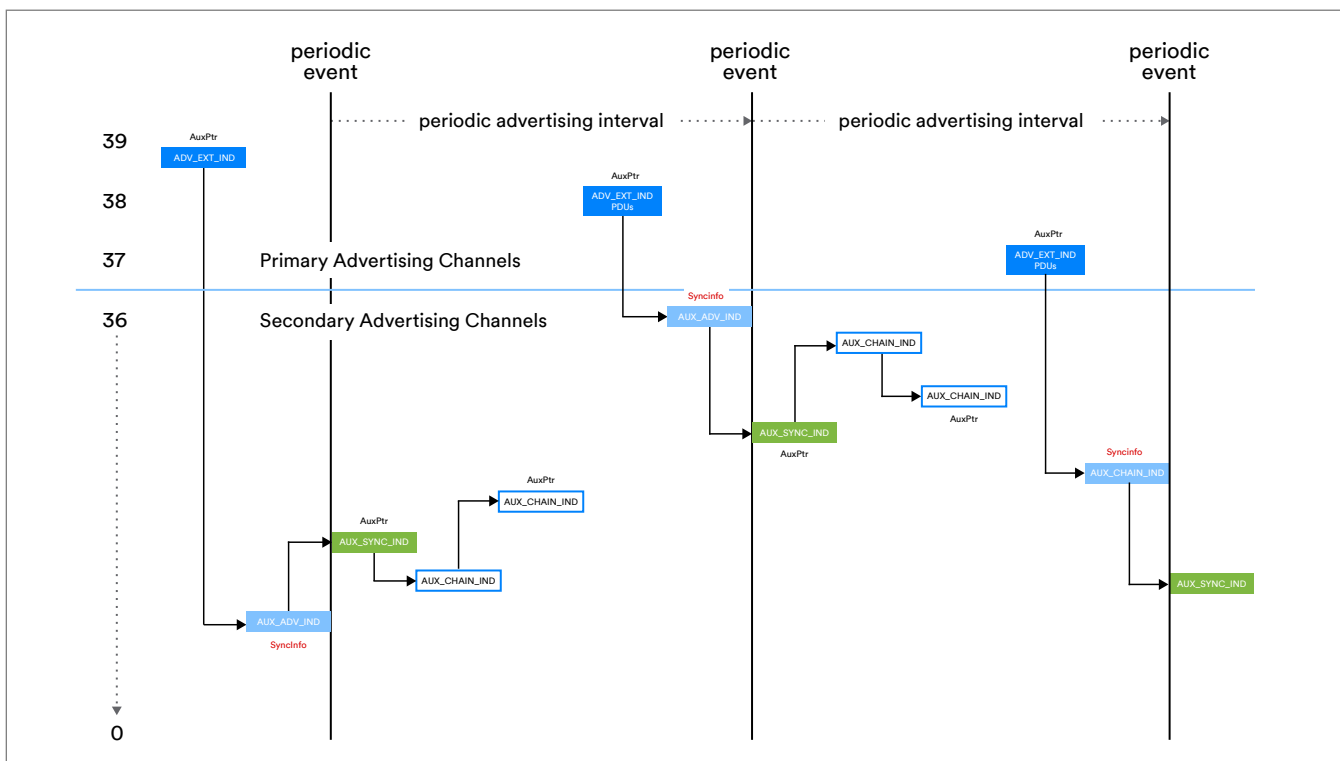 periodic
event
periodic
event
periodic
event
periodic advertising interval
periodic advertising interval
39
AuxPtr
ADV_EXT_IND
38
AuxPtr
ADV_EXT_IND
PDUs
37
Primary Advertising Channels
AuxPtr
ADV_EXT_IND
PDUs
36
Secondary Advertising Channels
Syncinfo
AUX_ADV_IND
AUX_CHAIN_IND
AUX_CHAIN_IND
AuxPtr
AUX_SYNC_IND
AuxPtr
Syncinfo
AUX_CHAIN_IND
AuxPtr
AUX_CHAIN_IND
AuxPtr
AUX_SYNC_IND
AUX_CHAIN_IND
AUX_SYNC_IND
AUX_ADV_IND
SyncInfo
0